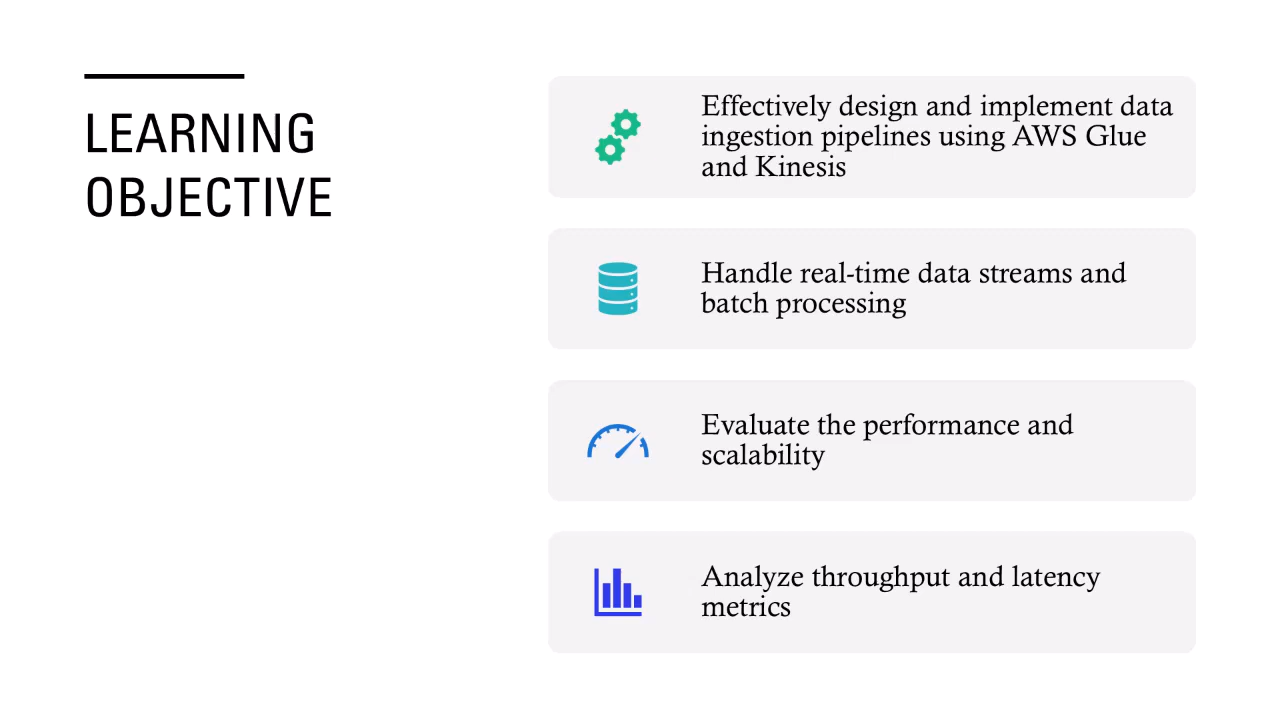 LEARNING
OBJECTIVE
Effectively design and implement data
ingestion pipelines using AWS Glue
and Kinesis
Handle real-time data streams and
batch processing
Evaluate the performance and
scalability
Analyze throughput and latency
metrics